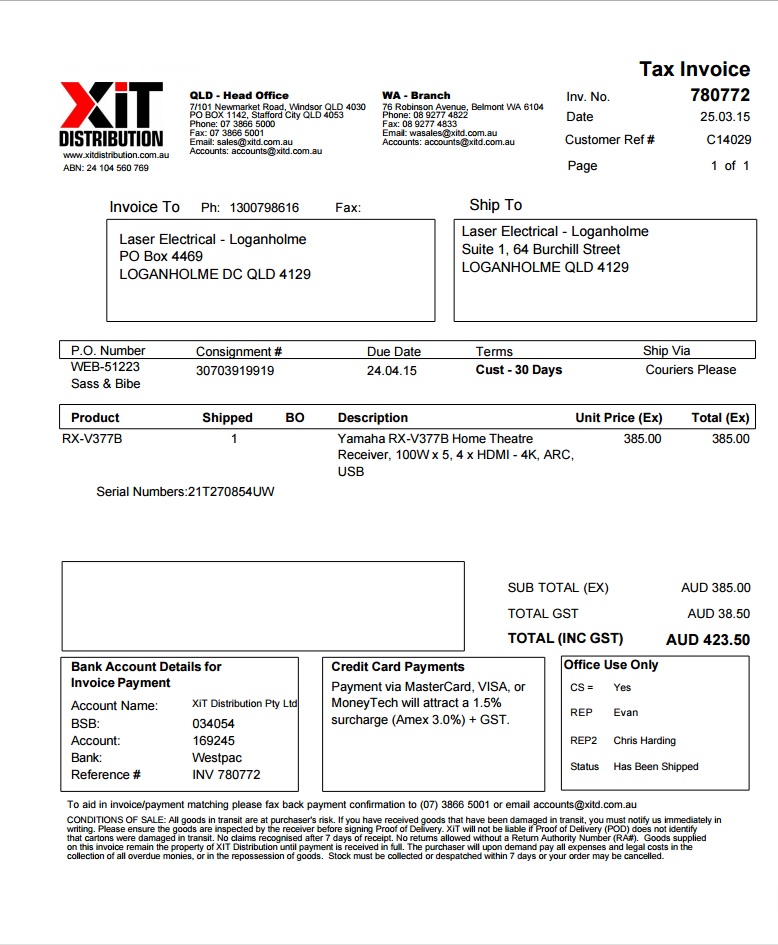 Tax Invoice
XiT
DISTRIBUTION
www.xitdistribution.com.au
ABN: 24 104 560 769
QLD - Head Office
7/101 Newmarket Road, Windsor QLD 4030
PO BOX 1142, Stafford City QLD 4053
Phone: 07 3866 5000
Fax: 07 3866 5001
Email: sales@xitd.com.au
Accounts: accounts@xitd.com.au
WA - Branch
76 Robinson Avenue, Belmont WA 6104
Phone: 08 9277 4822
Fax: 08 9277 4833
Email: wasales@xitd.com.au
Accounts: accounts@xitd.com.au
Inv. No. 780772
Date 25.03.15
Customer Ref # C14029
Page 1 of 1
Invoice To Ph: 1300798616 Fax:
Laser Electrical - Loganholme
PO Box 4469
LOGANHOLME DC QLD 4129
Ship To
Laser Electrical - Loganholme
Suite 1, 64 Burchill Street
LOGANHOLME QLD 4129
P.O. Number Consignment # Due Date Terms Ship Via
WEB-51223 30703919919 24.04.15 Cust - 30 Days Couriers Please
Sass & Bibe
Product Shipped BO Description Unit Price (Ex) Total (Ex)
RX-V377B 1 Yamaha RX-V377B Home Theatre 385.00 385.00
Receiver, 100W x 5, 4 x HDMI - 4K, ARC,
USB
Serial Numbers:21T270854UW
SUB TOTAL (EX) AUD 385.00
TOTAL GST AUD 38.50
TOTAL (INC GST) AUD 423.50
Bank Account Details for
Invoice Payment
Account Name: XiT Distribution Pty Ltd
BSB: 034054
Account: 169245
Bank: Westpac
Reference # INV 780772
Credit Card Payments
Payment via MasterCard, VISA, or
MoneyTech will attract a 1.5%
surcharge (Amex 3.0%) + GST.
Office Use Only
CS = Yes
REP Evan
REP2 Chris Harding
Status Has Been Shipped
To aid in invoice/payment matching please fax back payment confirmation to (07) 3866 5001 or email accounts@xitd.com.au
CONDITIONS OF SALE: All goods in transit are at purchaser's risk. If you have received goods that have been damaged in transit, you must notify us immediately in
writing. Please ensure the goods are inspected by the receiver before signing Proof of Delivery. XiT will not be liable if Proof of Delivery (POD) does not identify
that cartons were damaged in transit. No claims recognised after 7 days of receipt. No returns allowed without a Return Authority Number (RA#). Goods supplied
on this invoice remain the property of XIT Distribution until payment is received in full. The purchaser will upon demand pay all expenses and legal costs in the
collection of all overdue monies, or in the repossession of goods. Stock must be collected or despatched within 7 days or your order may be cancelled.